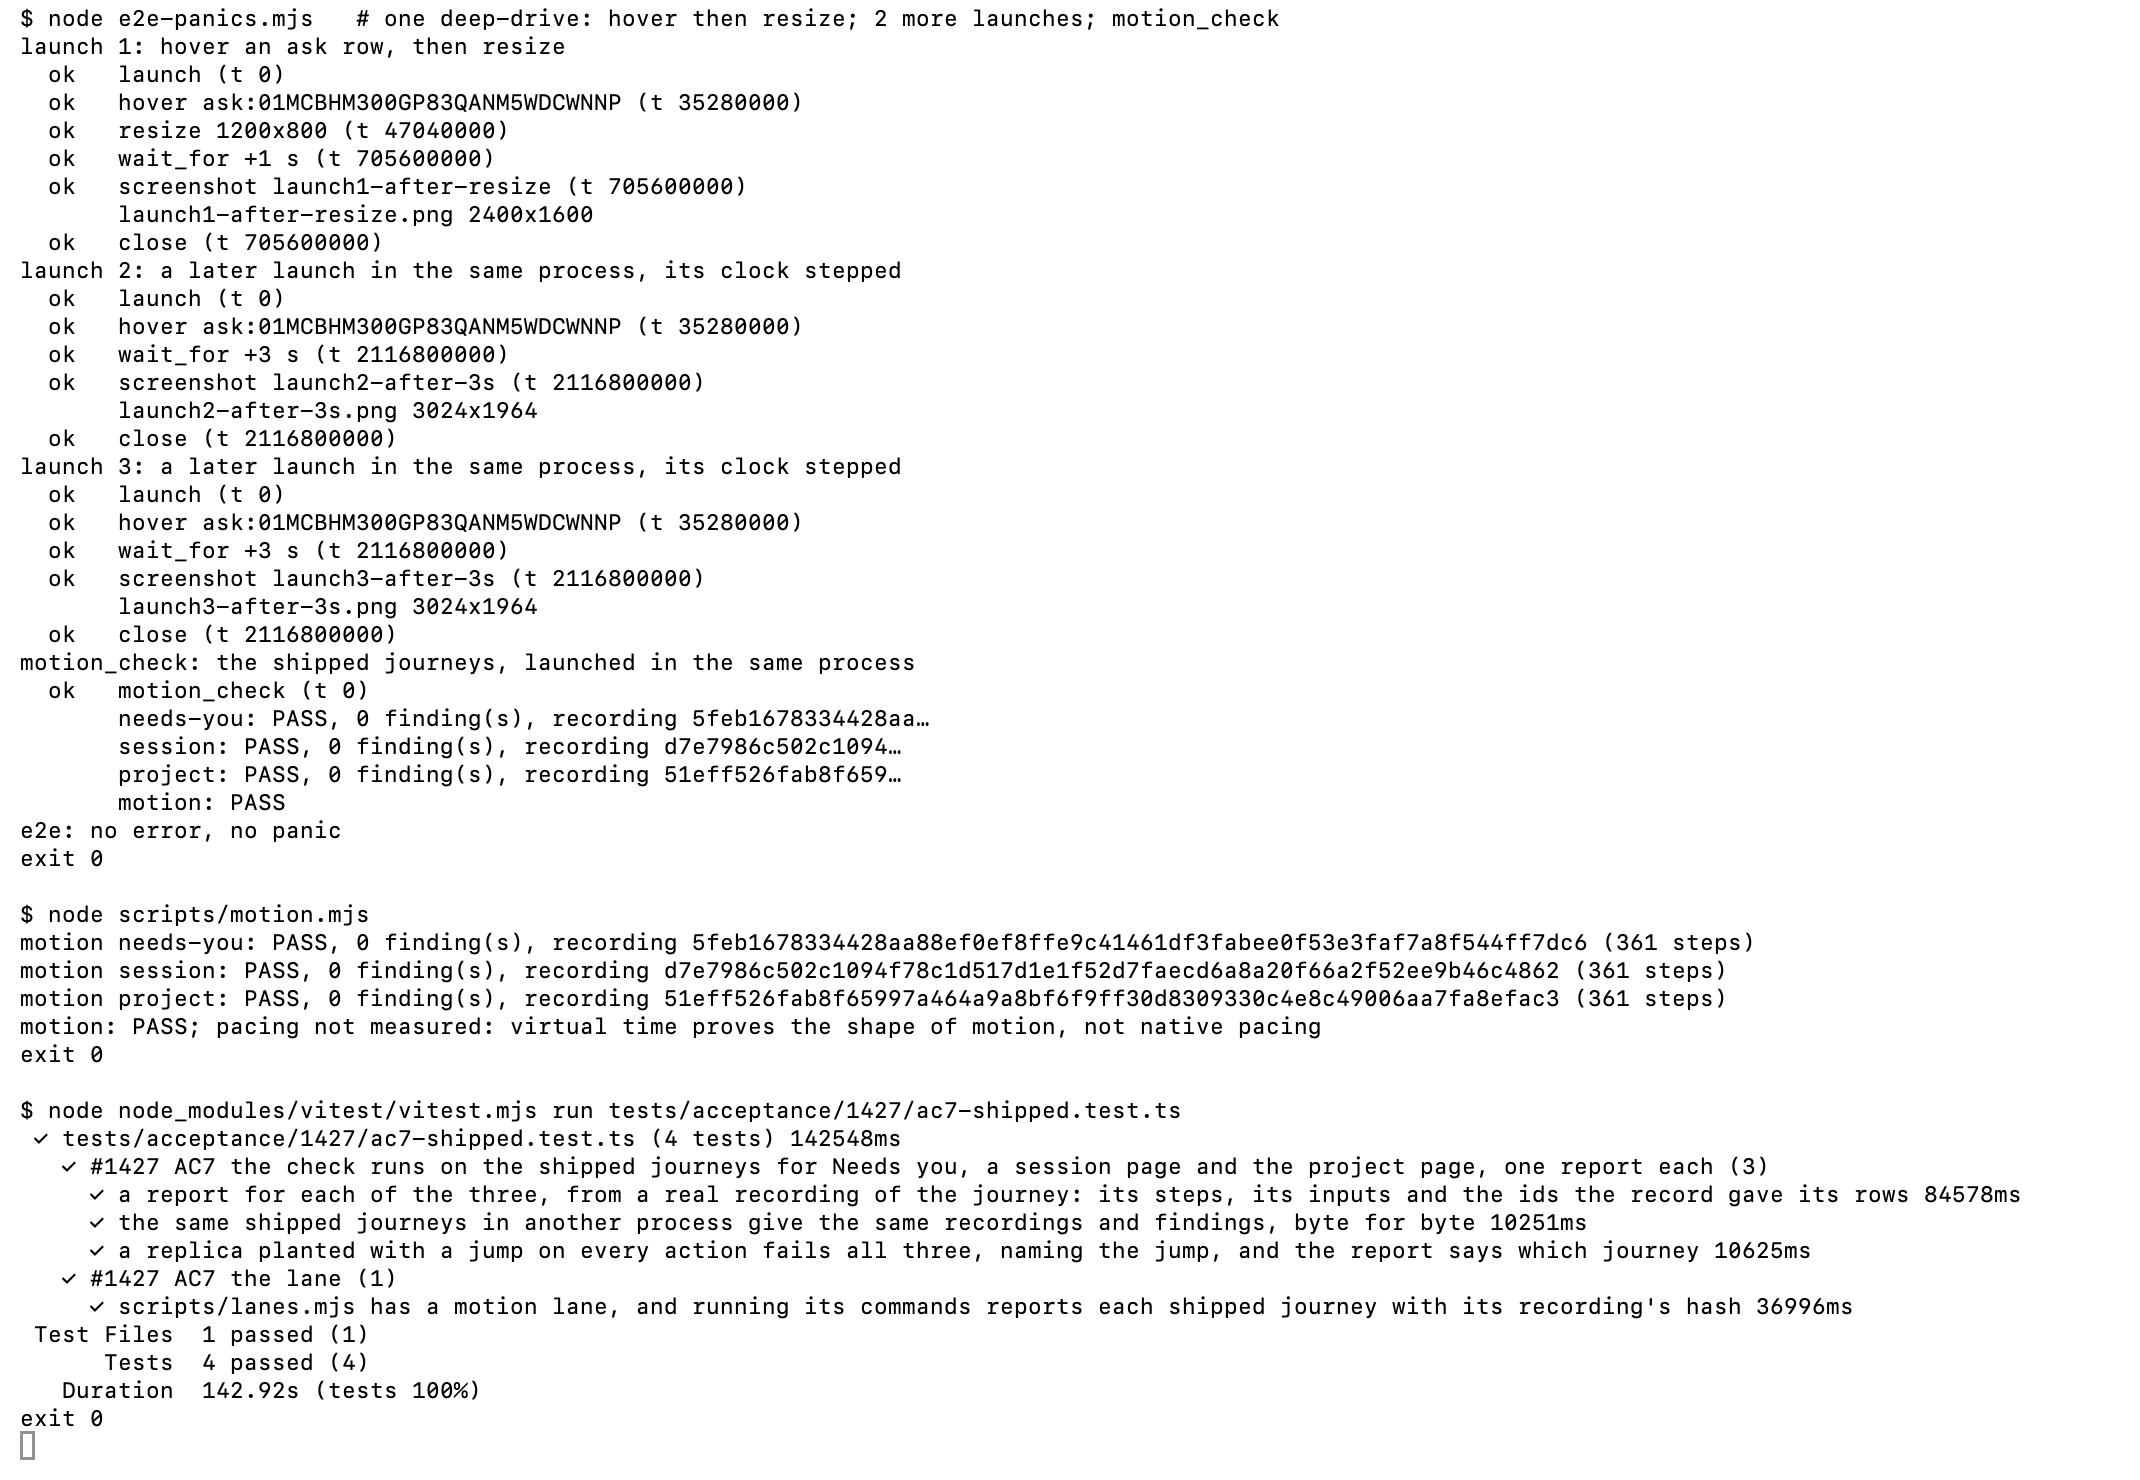 $ node e2e-panics.mjs   # one deep-drive: hover then resize; 2 more launches; motion_check
launch 1: hover an ask row, then resize
  ok   launch (t 0)
  ok   hover ask:01MCBHM300GP83QANM5WDCWNNP (t 35280000)
  ok   resize 1200x800 (t 47040000)
  ok   wait_for +1 s (t 705600000)
  ok   screenshot launch1-after-resize (t 705600000)
       launch1-after-resize.png 2400x1600
  ok   close (t 705600000)
launch 2: a later launch in the same process, its clock stepped
  ok   launch (t 0)
  ok   hover ask:01MCBHM300GP83QANM5WDCWNNP (t 35280000)
  ok   wait_for +3 s (t 2116800000)
  ok   screenshot launch2-after-3s (t 2116800000)
       launch2-after-3s.png 3024x1964
  ok   close (t 2116800000)
launch 3: a later launch in the same process, its clock stepped
  ok   launch (t 0)
  ok   hover ask:01MCBHM300GP83QANM5WDCWNNP (t 35280000)
  ok   wait_for +3 s (t 2116800000)
  ok   screenshot launch3-after-3s (t 2116800000)
       launch3-after-3s.png 3024x1964
  ok   close (t 2116800000)
motion_check: the shipped journeys, launched in the same process
  ok   motion_check (t 0)
       needs-you: PASS, 0 finding(s), recording 5feb1678334428aa…
       session: PASS, 0 finding(s), recording d7e7986c502c1094…
       project: PASS, 0 finding(s), recording 51eff526fab8f659…
       motion: PASS
e2e: no error, no panic
exit 0

$ node scripts/motion.mjs
motion needs-you: PASS, 0 finding(s), recording 5feb1678334428aa88ef0ef8ffe9c41461df3fabee0f53e3faf7a8f544ff7dc6 (361 steps)
motion session: PASS, 0 finding(s), recording d7e7986c502c1094f78c1d517d1e1f52d7faecd6a8a20f66a2f52ee9b46c4862 (361 steps)
motion project: PASS, 0 finding(s), recording 51eff526fab8f65997a464a9a8bf6f9ff30d8309330c4e8c49006aa7fa8efac3 (361 steps)
motion: PASS; pacing not measured: virtual time proves the shape of motion, not native pacing
exit 0

$ node node_modules/vitest/vitest.mjs run tests/acceptance/1427/ac7-shipped.test.ts
 ✓ tests/acceptance/1427/ac7-shipped.test.ts (4 tests) 142548ms
   ✓ #1427 AC7 the check runs on the shipped journeys for Needs you, a session page and the project page, one report each (3)
     ✓ a report for each of the three, from a real recording of the journey: its steps, its inputs and the ids the record gave its rows 84578ms
     ✓ the same shipped journeys in another process give the same recordings and findings, byte for byte 10251ms
     ✓ a replica planted with a jump on every action fails all three, naming the jump, and the report says which journey 10625ms
   ✓ #1427 AC7 the lane (1)
     ✓ scripts/lanes.mjs has a motion lane, and running its commands reports each shipped journey with its recording's hash 36996ms
 Test Files  1 passed (1)
      Tests  4 passed (4)
   Duration  142.92s (tests 100%)
exit 0